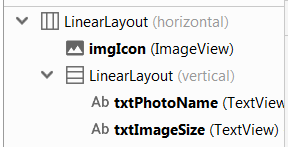 LinearLayout (horizontal)
imgIcon (ImageView)
LinearLayout (vertical)
Ab txtPhotoName (TextView
Ab txtImageSize (TextView)